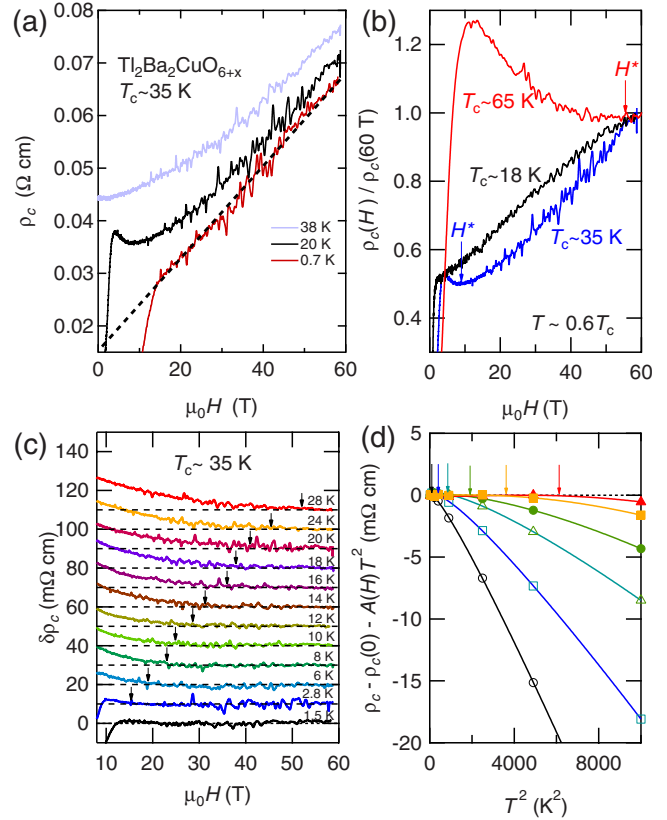 (a)
Tl2Ba2CuO6+x
Tc~35 K
0.08
0.07
0.06
0.05
0.04
0.03
0.02
ρc (Ω cm)
38 K
20 K
0.7 K
0 20 40 60
μ0H (T)
(b)
1.2
1.0
0.8
0.6
0.4
ρc(H) / ρc(60 T)
H*
Tc~65 K
Tc~18 K
H*
Tc~35 K
T ~ 0.6Tc
0 20 40 60
μ0H (T)
(c)
Tc~ 35 K
140
120
100
80
60
40
20
0
δρc (mΩ cm)
28 K
24 K
20 K
18 K
16 K
14 K
12 K
10 K
8 K
6 K
2.8 K
1.5 K
10 20 30 40 50 60
μ0H (T)
(d)
5
0
-5
-10
-15
-20
ρc - ρc(0) - A(H)T² (mΩ cm)
0 4000 8000
T² (K²)